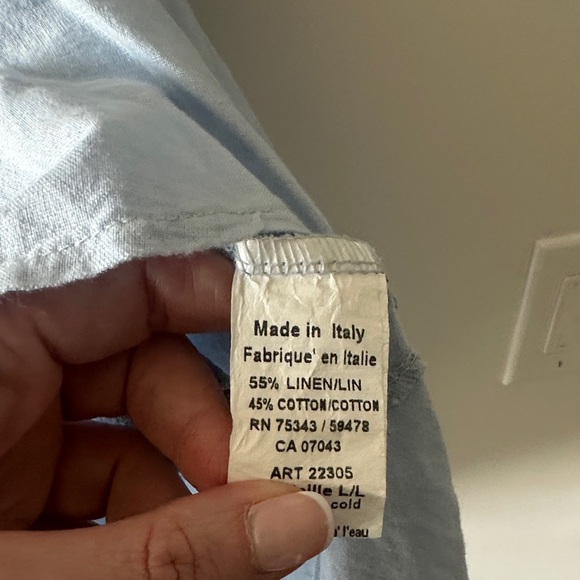 Made in Italy
Fabrique' en Italie
55% LINEN/LIN
45% COTTON/COTTON
RN 75343 / 59478
CA 07043
ART 22305
L/L
cold
l'eau